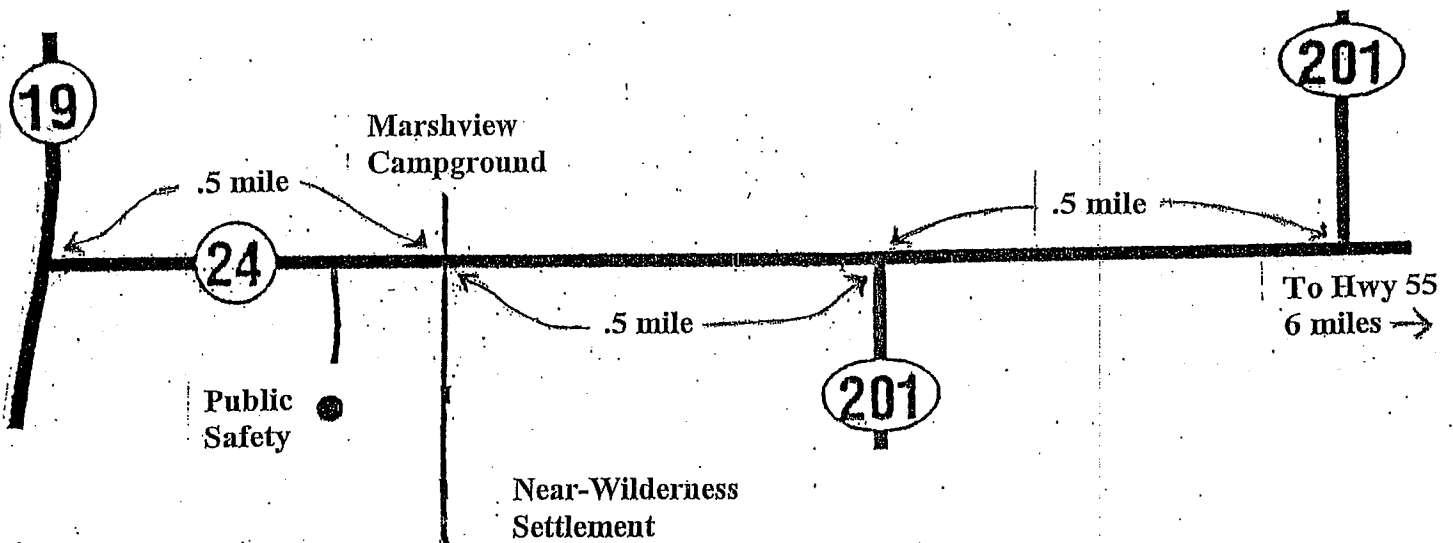 201
19
Marshview
Campground
.5 mile
.5 mile
24
To Hwy 55
6 miles
.5 mile
201
Public
Safety
Near-Wilderness
Settlement